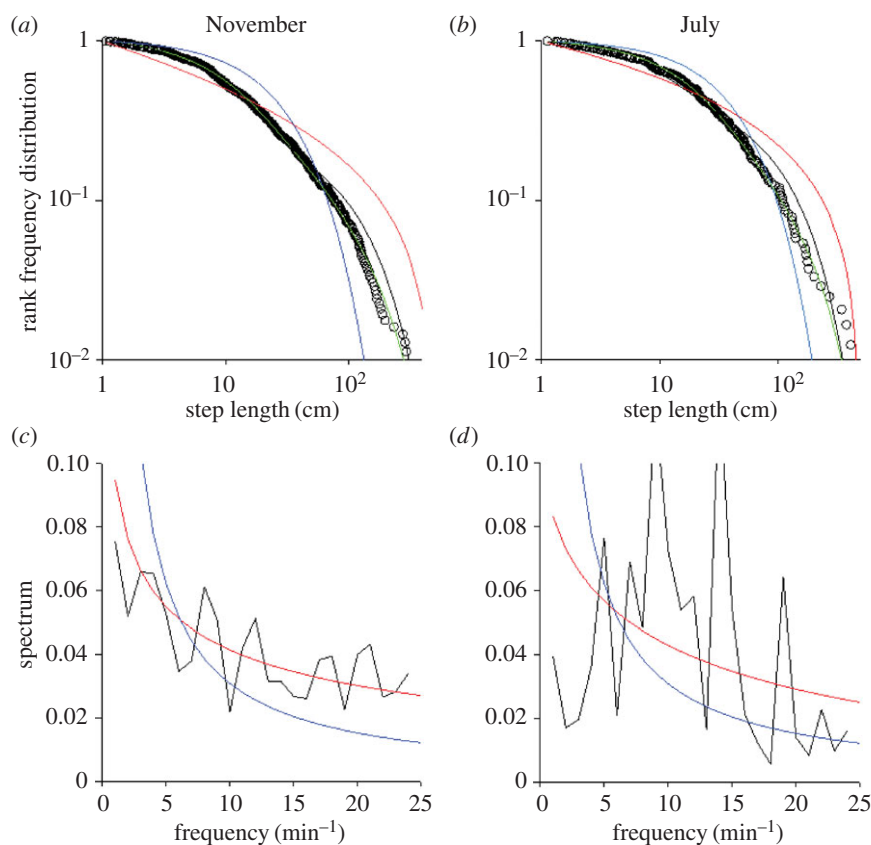 (a) November
(b) July
rank frequency distribution
1
10⁻¹
10⁻²
1 10 10²
step length (cm)
1
10⁻¹
10⁻²
1 10 10²
step length (cm)
(c)
(d)
spectrum
0.10
0.08
0.06
0.04
0.02
0
0 5 10 15 20 25
frequency (min⁻¹)
0.10
0.08
0.06
0.04
0.02
0
0 5 10 15 20 25
frequency (min⁻¹)